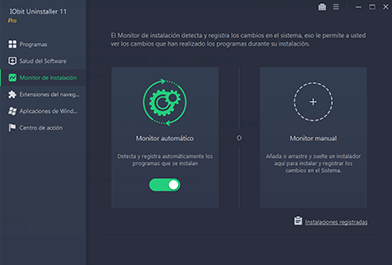 IObit Uninstaller 11
Pro
El Monitor de instalación detecta y registra los cambios en el sistema, eso le permite a usted
ver los cambios que han realizado los programas durante su instalación.
Programas
Salud del Software
Monitor de instalación
Extensiones del navega...
Aplicaciones de Wind...
Centro de acción
Monitor automático
Detecta y registra automáticamente los
programas que se instalan
O
Monitor manual
Añada o arrastre y suelte un instalador
aquí para instalar y registrar los
cambios en el Sistema.
Instalaciones registradas